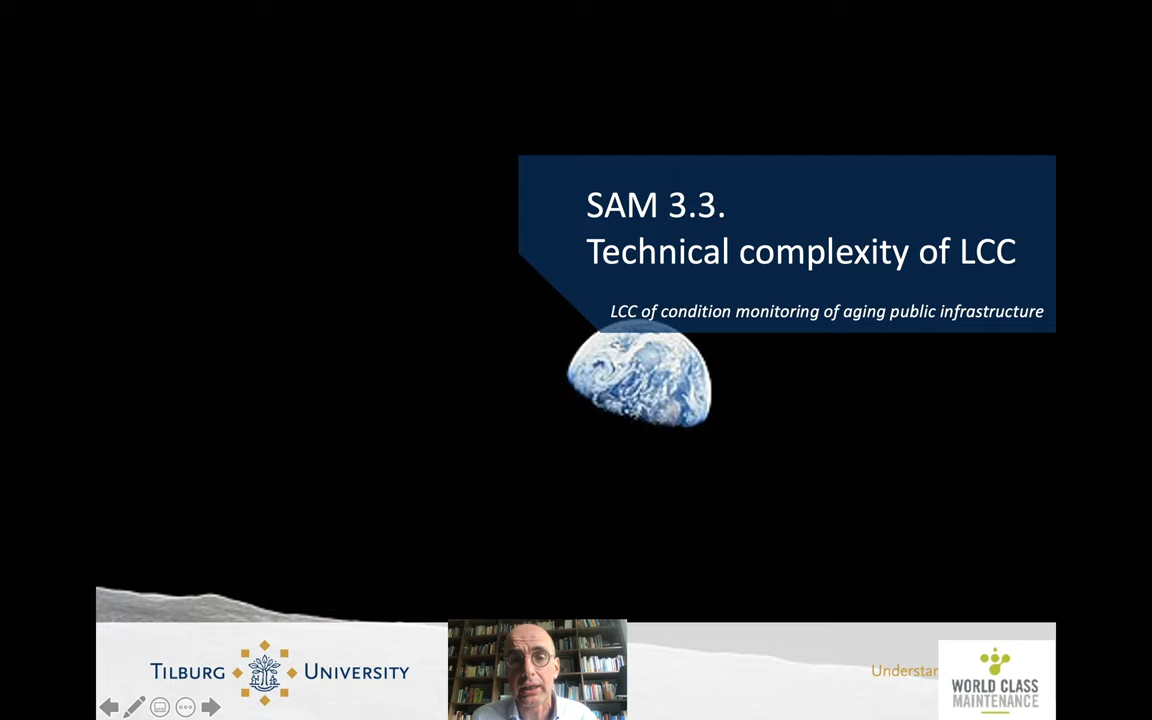 SAM 3.3.
Technical complexity of LCC
LCC of condition monitoring of aging public infrastructure
TILBURG UNIVERSITY
Understan
WORLD CLASS
MAINTENANCE